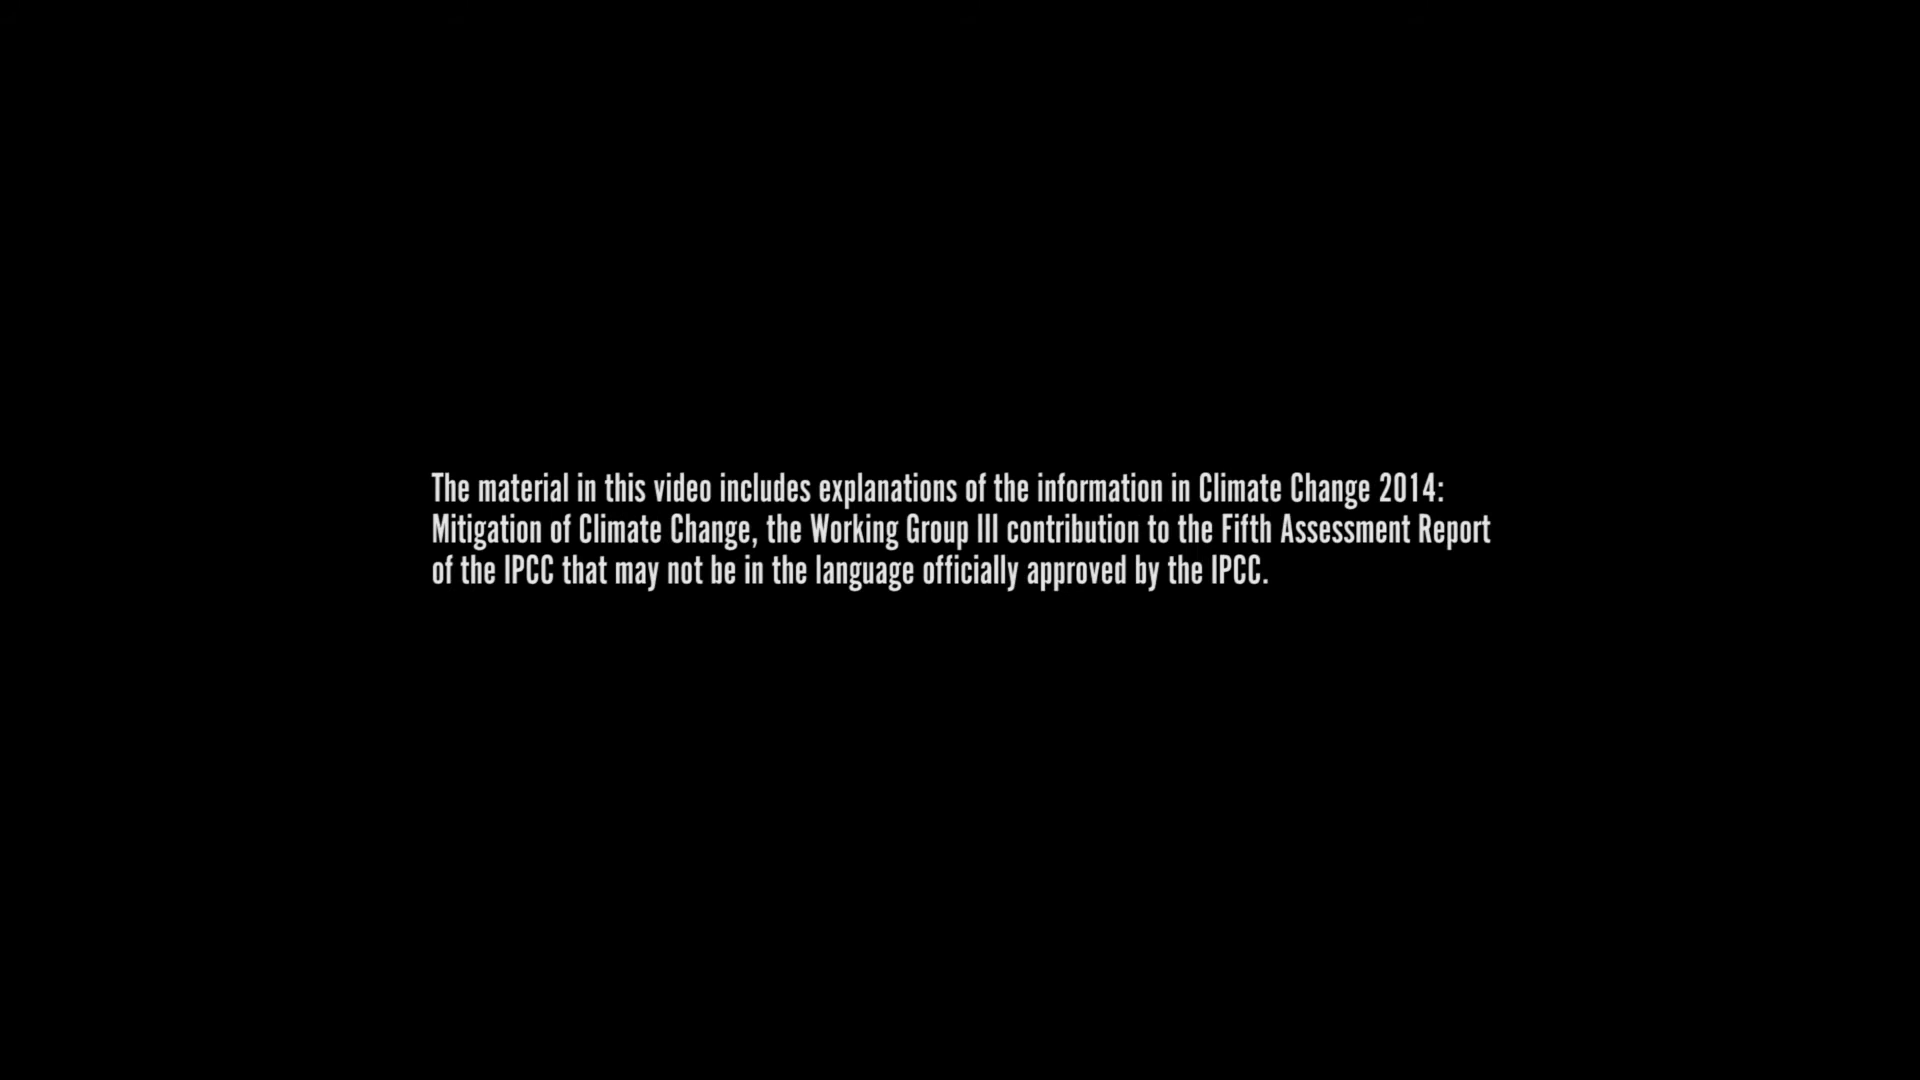 The material in this video includes explanations of the information in Climate Change 2014:
Mitigation of Climate Change, the Working Group III contribution to the Fifth Assessment Report
of the IPCC that may not be in the language officially approved by the IPCC.